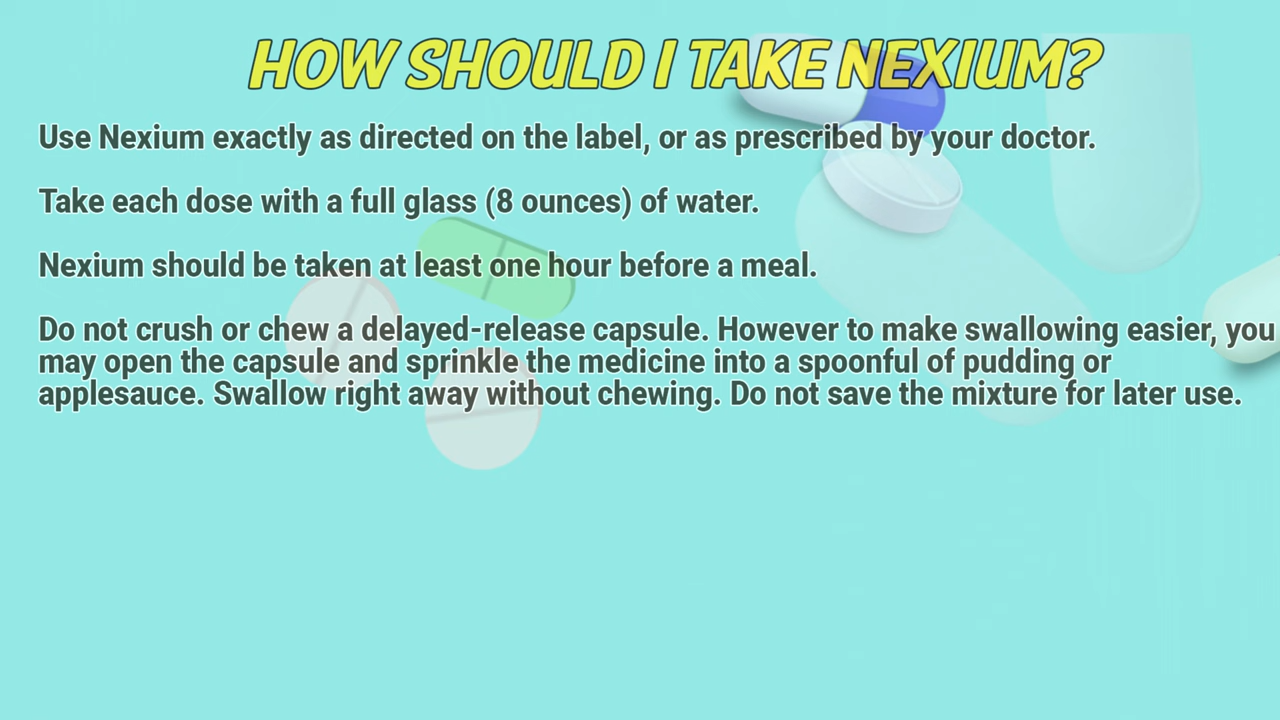 HOW SHOULD I TAKE NEXIUM?
Use Nexium exactly as directed on the label, or as prescribed by your doctor.
Take each dose with a full glass (8 ounces) of water.
Nexium should be taken at least one hour before a meal.
Do not crush or chew a delayed-release capsule. However to make swallowing easier, you
may open the capsule and sprinkle the medicine into a spoonful of pudding or
applesauce. Swallow right away without chewing. Do not save the mixture for later use.